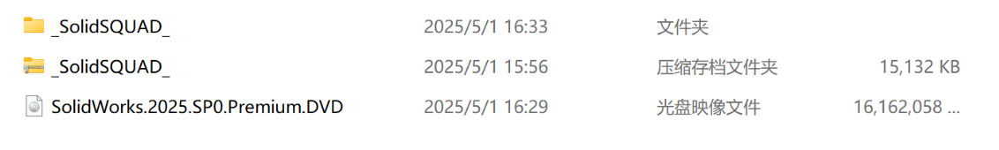 _SolidSQUAD_ 2025/5/1 16:33 文件夹
_SolidSQUAD_ 2025/5/1 15:56 压缩存档文件夹 15,132 KB
SolidWorks.2025.SP0.Premium.DVD 2025/5/1 16:29 光盘映像文件 16,162,058 ...